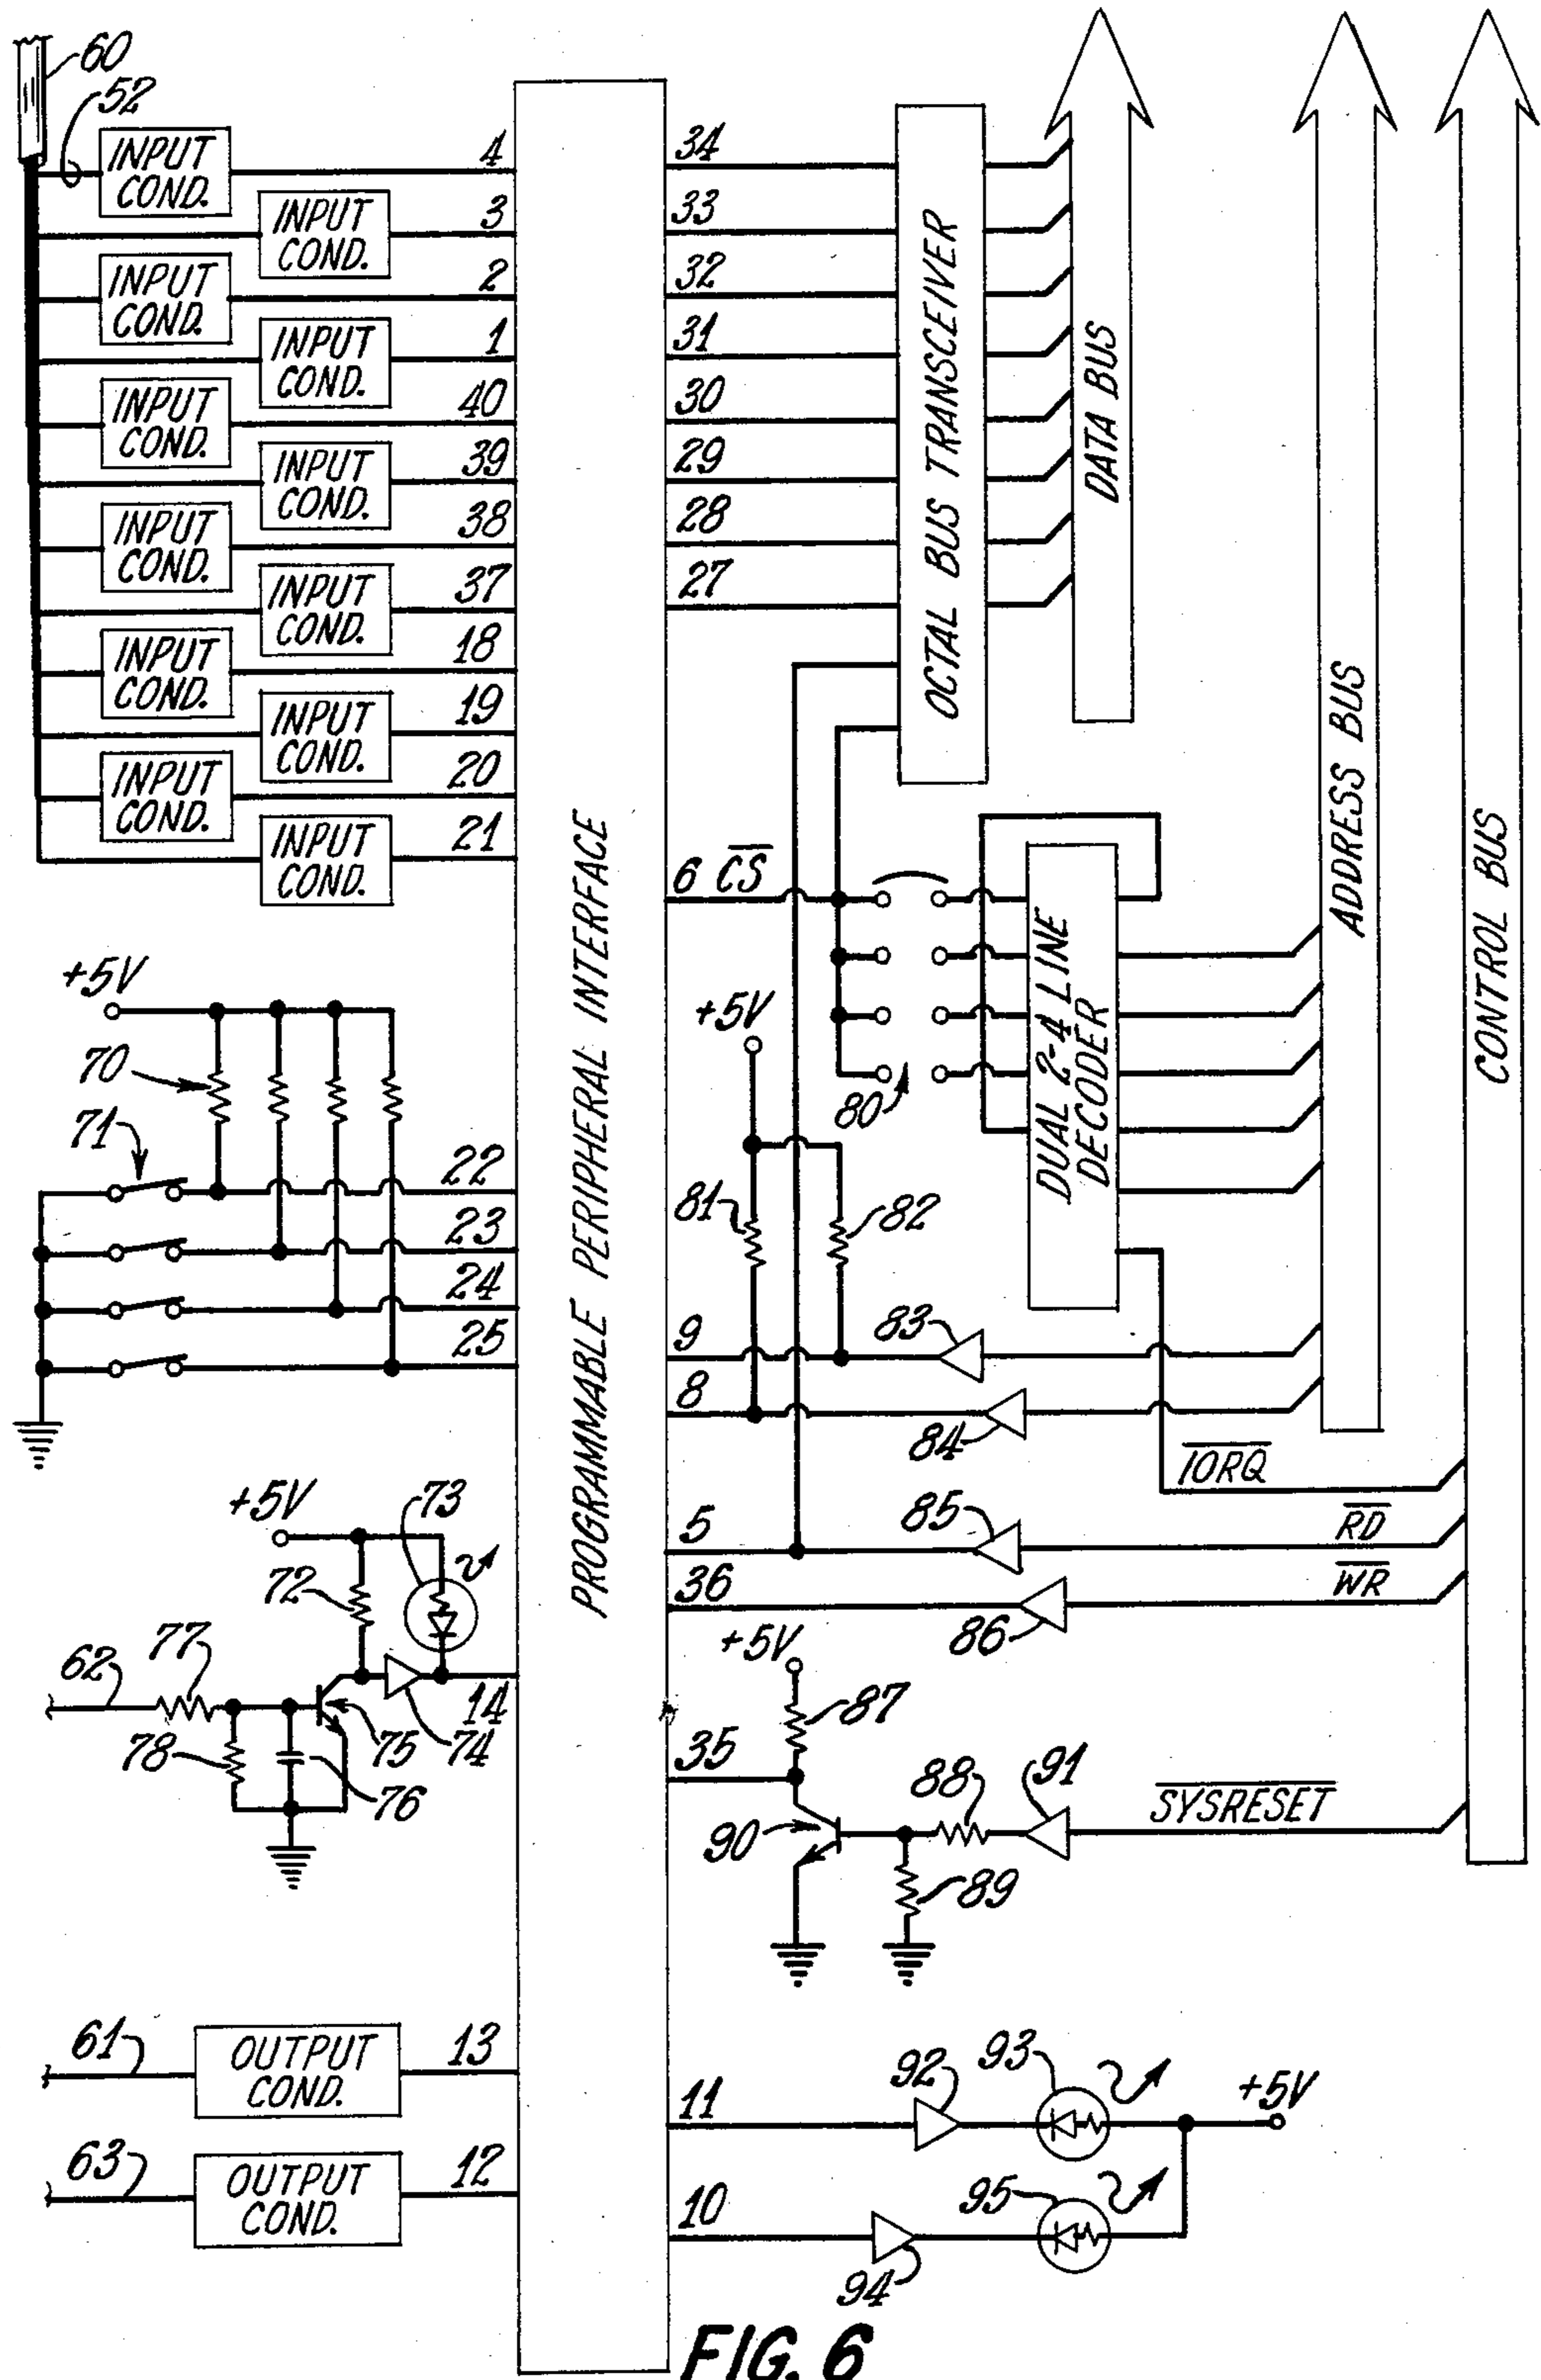 60
52
INPUT
COND.
4
INPUT
COND.
3
INPUT
COND.
2
INPUT
COND.
1
INPUT
COND.
40
INPUT
COND.
39
INPUT
COND.
38
INPUT
COND.
37
INPUT
COND.
18
INPUT
COND.
19
INPUT
COND.
20
INPUT
COND.
21
+5V
70
71
22
23
24
25
+5V
73
72
77
62
14
78
75
74
76
61
OUTPUT
COND.
13
63
OUTPUT
COND.
12
PROGRAMMABLE PERIPHERAL INTERFACE
34
33
32
31
30
29
28
27
OCTAL BUS TRANSCEIVER
DATA BUS
ADDRESS BUS
CONTROL BUS
6 C̅S̅
+5V
80
DUAL 2-4 LINE
DECODER
81
82
9
83
8
84
I̅O̅R̅Q̅
5
85
R̅D̅
36
86
W̅R̅
+5V
87
35
88
91
S̅Y̅S̅R̅E̅S̅E̅T̅
90
89
11
92
93
+5V
10
95
94
FIG. 6